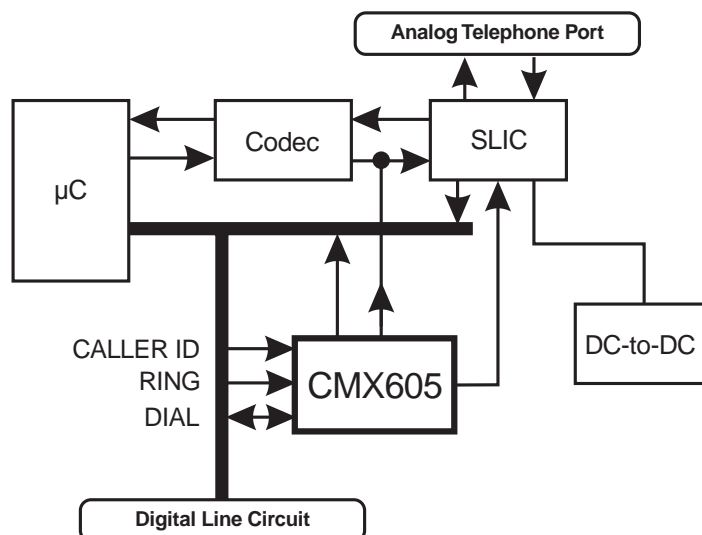 Analog Telephone Port
µC
Codec
SLIC
DC-to-DC
CALLER ID
RING
DIAL
CMX605
Digital Line Circuit